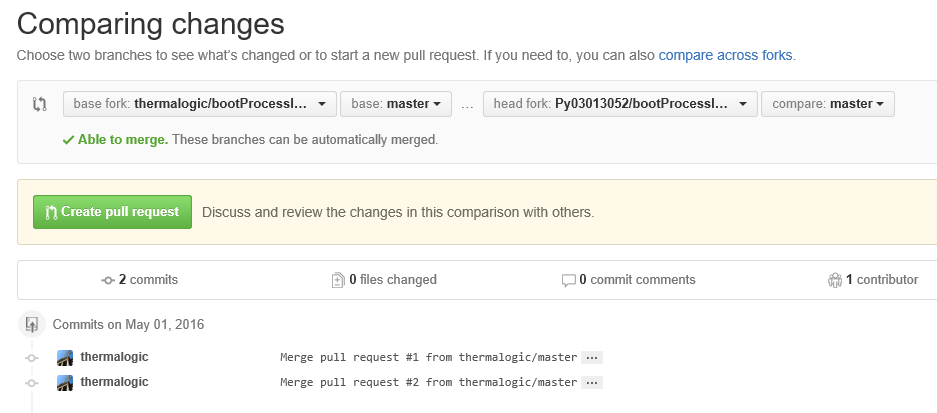 Comparing changes
Choose two branches to see what's changed or to start a new pull request. If you need to, you can also compare across forks.
base fork: thermalogic/bootProcessI... base: master ... head fork: Py03013052/bootProcessI... compare: master
Able to merge. These branches can be automatically merged.
Create pull request Discuss and review the changes in this comparison with others.
2 commits 0 files changed 0 commit comments 1 contributor
Commits on May 01, 2016
thermalogic Merge pull request #1 from thermalogic/master ...
thermalogic Merge pull request #2 from thermalogic/master ...